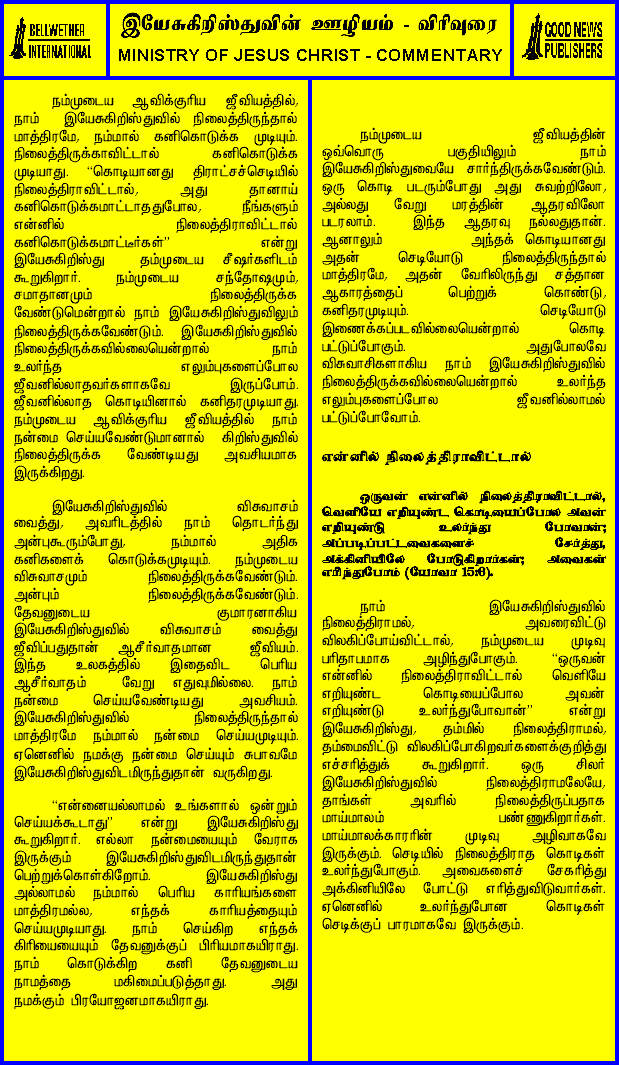 BELLWETHER
INTERNATIONAL
இயேசுகிறிஸ்துவின் ஊழியம் - விரிவுரை
MINISTRY OF JESUS CHRIST - COMMENTARY
GOOD NEWS
PUBLISHERS
நம்முடைய ஆவிக்குரிய ஜீவியத்தில்,
நாம் இயேசுகிறிஸ்துவில் நிலைத்திருந்தால்
மாத்திரமே, நம்மால் கனிகொடுக்க முடியும்.
நிலைத்திருக்காவிட்டால் கனிகொடுக்க
முடியாது. “கொடியானது திராட்சச்செடியில்
நிலைத்திராவிட்டால், அது தானாய்
கனிகொடுக்கமாட்டாததுபோல, நீங்களும்
என்னில் நிலைத்திராவிட்டால்
கனிகொடுக்கமாட்டீர்கள்” என்று
இயேசுகிறிஸ்து தம்முடைய சீஷர்களிடம்
கூறுகிறார். நம்முடைய சந்தோஷமும்,
சமாதானமும் நிலைத்திருக்க
வேண்டுமென்றால் நாம் இயேசுகிறிஸ்துவிலும்
நிலைத்திருக்கவேண்டும். இயேசுகிறிஸ்துவில்
நிலைத்திருக்கவில்லையென்றால் நாம்
உலர்ந்த எலும்புகளைப்போல
ஜீவனில்லாதவர்களாகவே இருப்போம்.
ஜீவனில்லாத கொடியினால் கனிதரமுடியாது.
நம்முடைய ஆவிக்குரிய ஜீவியத்தில் நாம்
நன்மை செய்யவேண்டுமானால் கிறிஸ்துவில்
நிலைத்திருக்க வேண்டியது அவசியமாக
இருக்கிறது.
இயேசுகிறிஸ்துவில் விசுவாசம்
வைத்து, அவரிடத்தில் நாம் தொடர்ந்து
அன்புகூரும்போது, நம்மால் அதிக
கனிகளைக் கொடுக்கமுடியும். நம்முடைய
விசுவாசமும் நிலைத்திருக்கவேண்டும்.
அன்பும் நிலைத்திருக்கவேண்டும்.
தேவனுடைய குமாரனாகிய
இயேசுகிறிஸ்துவில் விசுவாசம் வைத்து
ஜீவிப்பதுதான் ஆசீர்வாதமான ஜீவியம்.
இந்த உலகத்தில் இதைவிட பெரிய
ஆசீர்வாதம் வேறு எதுவுமில்லை. நாம்
நன்மை செய்யவேண்டியது அவசியம்.
இயேசுகிறிஸ்துவில் நிலைத்திருந்தால்
மாத்திரமே நம்மால் நன்மை செய்யமுடியும்.
ஏனெனில் நமக்கு நன்மை செய்யும் சுபாவமே
இயேசுகிறிஸ்துவிடமிருந்துதான் வருகிறது.
“என்னையல்லாமல் உங்களால் ஒன்றும்
செய்யக்கூடாது” என்று இயேசுகிறிஸ்து
கூறுகிறார். எல்லா நன்மையையும் வேராக
இருக்கும் இயேசுகிறிஸ்துவிடமிருந்துதான்
பெற்றுக்கொள்கிறோம். இயேசுகிறிஸ்து
அல்லாமல் நம்மால் பெரிய காரியங்களை
மாத்திரமல்ல, எந்தக் காரியத்தையும்
செய்யமுடியாது. நாம் செய்கிற எந்தக்
கிரியையையும் தேவனுக்குப் பிரியமாகயிராது.
நாம் கொடுக்கிற கனி தேவனுடைய
நாமத்தை மகிமைப்படுத்தாது. அது
நமக்கும் பிரயோஜனமாகயிராது.
நம்முடைய ஜீவியத்தின்
ஒவ்வொரு பகுதியிலும் நாம்
இயேசுகிறிஸ்துவையே சார்ந்திருக்கவேண்டும்.
ஒரு கொடி படரும்போது அது சுவற்றிலோ,
அல்லது வேறு மரத்தின் ஆதரவிலோ
படரலாம். இந்த ஆதரவு நல்லதுதான்.
ஆனாலும் அந்தக் கொடியானது
அதன் செடியோடு நிலைத்திருந்தால்
மாத்திரமே, அதன் வேரிலிருந்து சத்தான
ஆகாரத்தைப் பெற்றுக் கொண்டு,
கனிதரமுடியும். செடியோடு
இணைக்கப்படவில்லையென்றால் கொடி
பட்டுப்போகும். அதுபோலவே
விசுவாசிகளாகிய நாம் இயேசுகிறிஸ்துவில்
நிலைத்திருக்கவில்லையென்றால் உலர்ந்த
எலும்புகளைப்போல ஜீவனில்லாமல்
பட்டுப்போவோம்.
என்னில் நிலைத்திராவிட்டால்
ஒருவன் என்னில் நிலைத்திராவிட்டால்,
வெளியே எறியுண்ட கொடியைப்போல அவன்
எறியுண்டு உலர்ந்து போவான்;
அப்படிப்பட்டவைகளைச் சேர்த்து,
அக்கினியிலே போடுகிறார்கள்; அவைகள்
எரிந்துபோம் (யோவா 15:6).
நாம் இயேசுகிறிஸ்துவில்
நிலைத்திராமல், அவரைவிட்டு
விலகிப்போய்விட்டால், நம்முடைய முடிவு
பரிதாபமாக அழிந்துபோகும். “ஒருவன்
என்னில் நிலைத்திராவிட்டால் வெளியே
எறியுண்ட கொடியைப்போல அவன்
எறியுண்டு உலர்ந்துபோவான்” என்று
இயேசுகிறிஸ்து, தம்மில் நிலைத்திராமல்,
தம்மைவிட்டு விலகிப்போகிறவர்களைக்குறித்து
எச்சரித்துக் கூறுகிறார். ஒரு சிலர்
இயேசுகிறிஸ்துவில் நிலைத்திராமலேயே,
தாங்கள் அவரில் நிலைத்திருப்பதாக
மாய்மாலம் பண்ணுகிறார்கள்.
மாய்மாலக்காரரின் முடிவு அழிவாகவே
இருக்கும். செடியில் நிலைத்திராத கொடிகள்
உலர்ந்துபோகும். அவைகளைச் சேகரித்து
அக்கினியிலே போட்டு எரித்துவிடுவார்கள்.
ஏனெனில் உலர்ந்துபோன கொடிகள்
செடிக்குப் பாரமாகவே இருக்கும்.